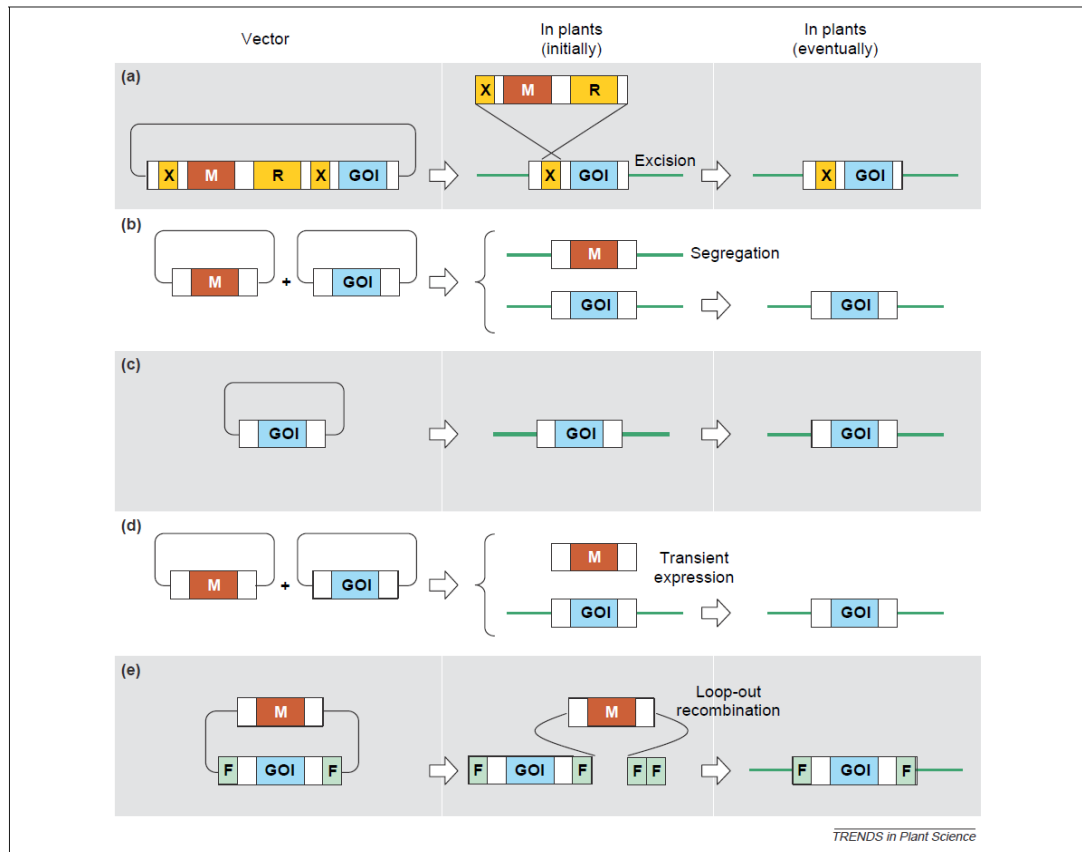 Vector
In plants
(initially)
In plants
(eventually)
(a)
X M R
X M R X GOI
X GOI
Excision
X GOI
(b)
M + GOI
M
Segregation
GOI
GOI
(c)
GOI
GOI
GOI
(d)
M + GOI
M
Transient
expression
GOI
GOI
(e)
M
M
Loop-out
recombination
F GOI F
F GOI F
F F
F GOI F
TRENDS in Plant Science